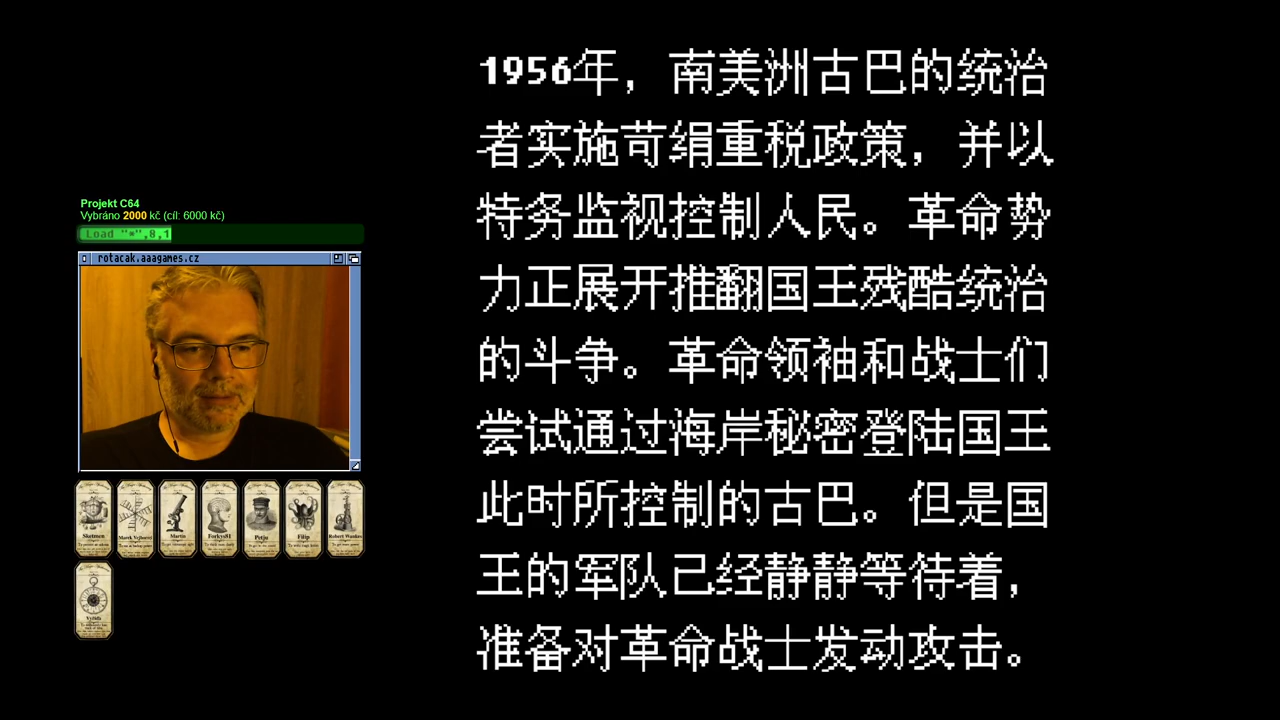 Projekt C64
Vybráno 2000 kč (cíl: 6000 kč)
Load "*",8,1
rotacak.aaagames.cz
Sketmen
Marek Vejborný
Martin
Forkys81
Petju
Filip
1956年，南美洲古巴的统治
者实施苛绢重税政策，并以
特务监视控制人民。革命势
力正展开推翻国王残酷统治
的斗争。革命领袖和战士们
尝试通过海岸秘密登陆国王
此时所控制的古巴。但是国
王的军队已经静静等待着，
准备对革命战士发动攻击。